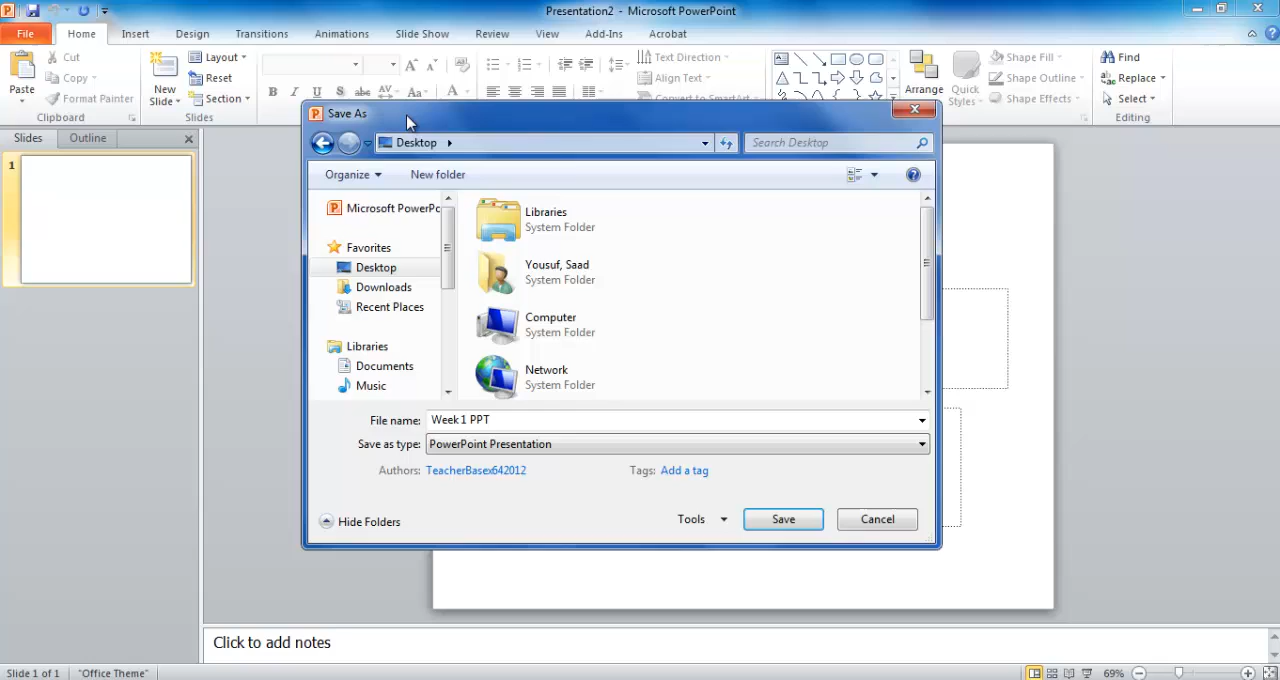 Presentation2 - Microsoft PowerPoint
File Home Insert Design Transitions Animations Slide Show Review View Add-Ins Acrobat
Paste
Cut
Copy
Format Painter
Clipboard
New Slide
Layout
Reset
Section
Slides
B I U S abc AV Aa A
Text Direction
Align Text
Convert to SmartArt
Arrange
Quick Styles
Shape Fill
Shape Outline
Shape Effects
Find
Replace
Select
Editing
Slides Outline
1
Save As
Desktop
Search Desktop
Organize New folder
Microsoft PowerPo
Favorites
Desktop
Downloads
Recent Places
Libraries
Documents
Music
Libraries
System Folder
Yousuf, Saad
System Folder
Computer
System Folder
Network
System Folder
File name: Week 1 PPT
Save as type: PowerPoint Presentation
Authors: TeacherBasex642012 Tags: Add a tag
Hide Folders Tools Save Cancel
Click to add notes
Slide 1 of 1 "Office Theme" 69%